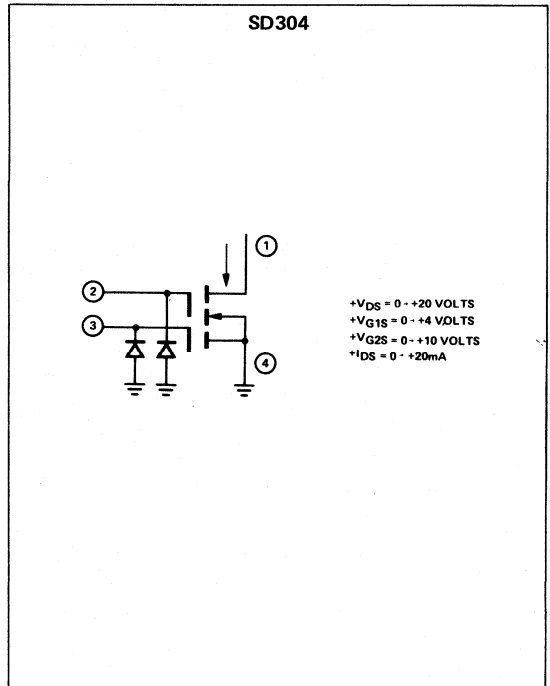 SD304
1
2
3
4
+VDS = 0 - +20 VOLTS
+VG1S = 0 - +4 VOLTS
+VG2S = 0 - +10 VOLTS
+IDS = 0 - +20mA